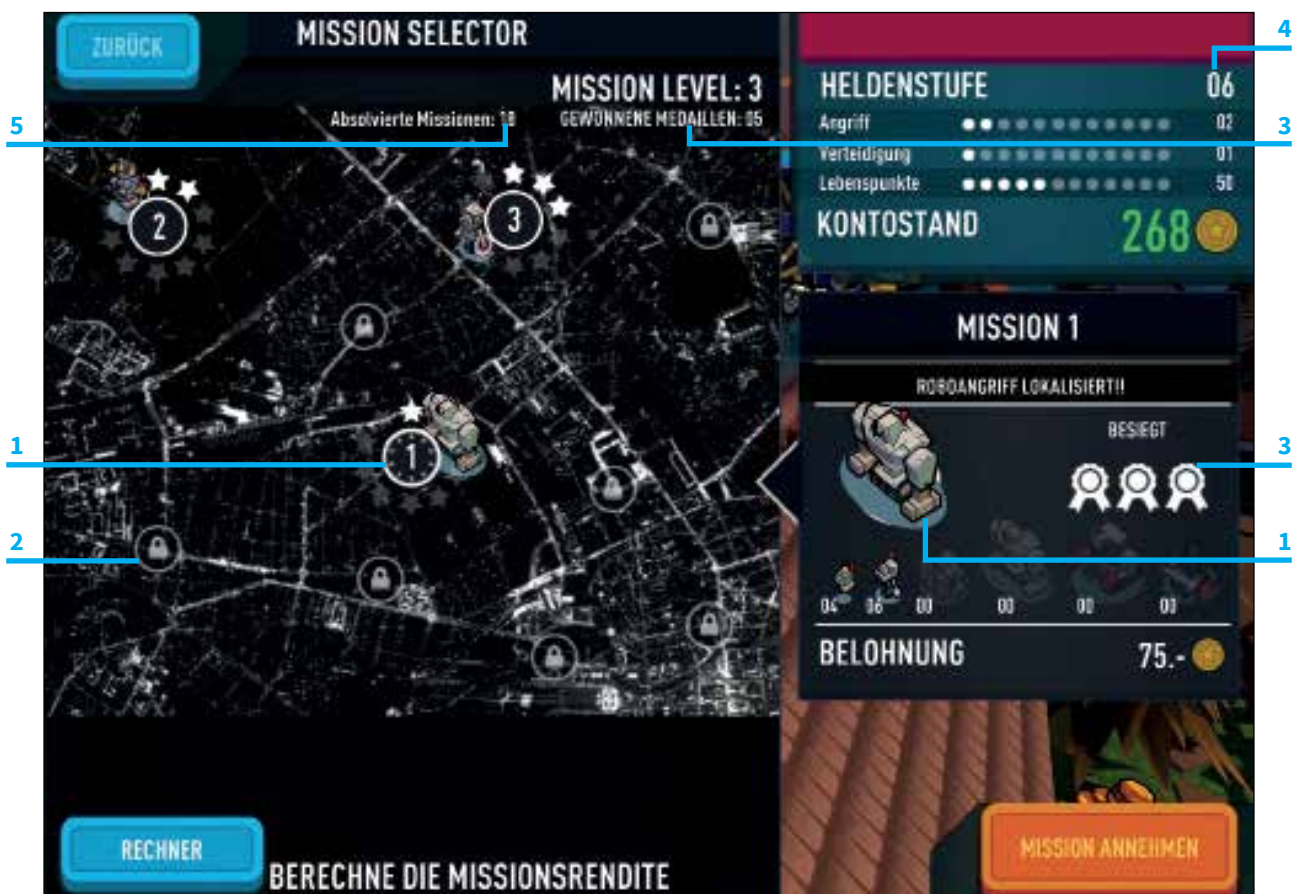 ZURÜCK
MISSION SELECTOR
MISSION LEVEL: 3
Absolvierte Missionen: 18
GEWONNENE MEDAILLEN: 05
5
2
3
1
1
2
RECHNER
BERECHNE DIE MISSIONSRENDITE
4
HELDENSTUFE 06
Angriff 02
3
Verteidigung 01
Lebenspunkte 50
KONTOSTAND 268
MISSION 1
ROBOANGRIFF LOKALISIERT!!
BESIEGT
3
1
04 06 00 00 00 00
BELOHNUNG 75.-
MISSION ANNEHMEN